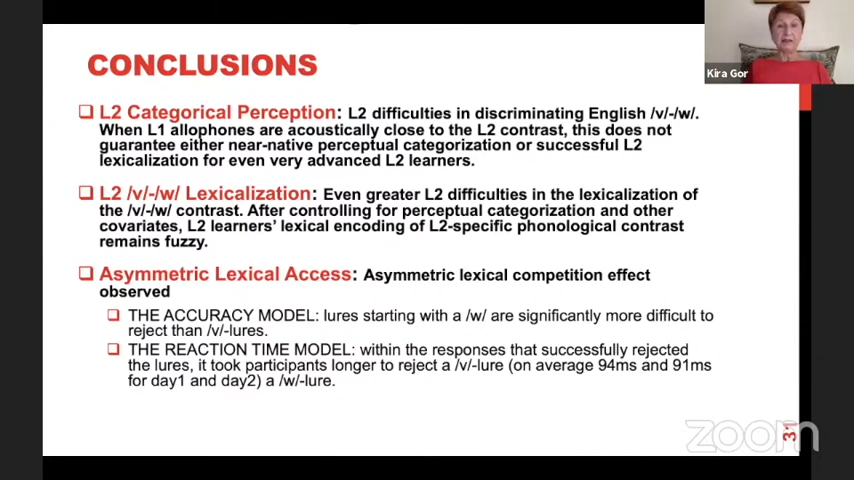 CONCLUSIONS
Kira Gor
L2 Categorical Perception: L2 difficulties in discriminating English /v/-/w/.
When L1 allophones are acoustically close to the L2 contrast, this does not
guarantee either near-native perceptual categorization or successful L2
lexicalization for even very advanced L2 learners.
L2 /v/-/w/ Lexicalization: Even greater L2 difficulties in the lexicalization of
the /v/-/w/ contrast. After controlling for perceptual categorization and other
covariates, L2 learners' lexical encoding of L2-specific phonological contrast
remains fuzzy.
Asymmetric Lexical Access: Asymmetric lexical competition effect
observed
THE ACCURACY MODEL: lures starting with a /w/ are significantly more difficult to
reject than /v/-lures.
THE REACTION TIME MODEL: within the responses that successfully rejected
the lures, it took participants longer to reject a /v/-lure (on average 94ms and 91ms
for day1 and day2) a /w/-lure.
zoom
31